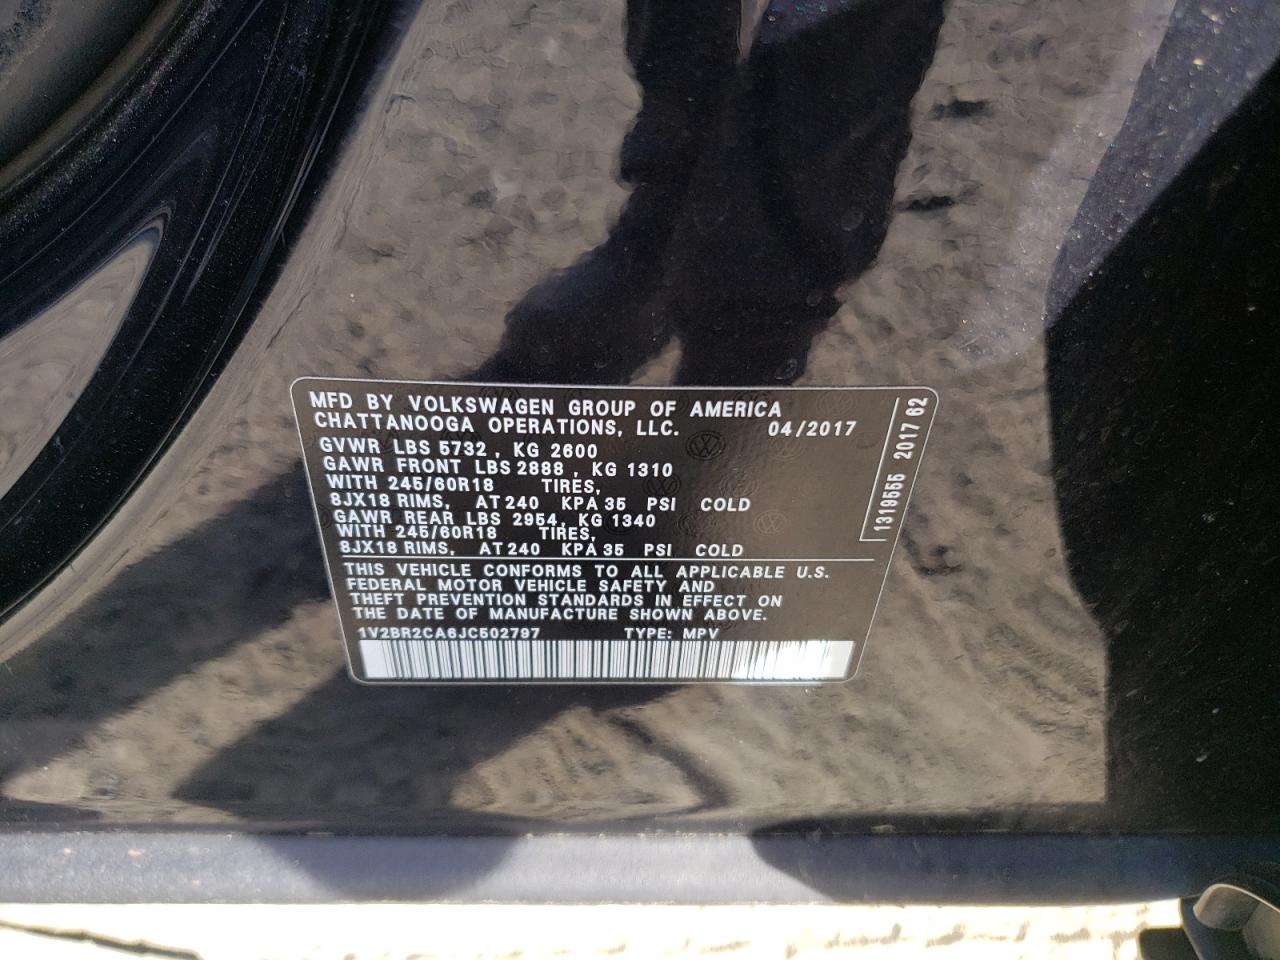 MFD BY VOLKSWAGEN GROUP OF AMERICA
CHATTANOOGA OPERATIONS, LLC. 04/2017
GVWR LBS 5732 , KG 2600
GAWR FRONT LBS 2888 , KG 1310
WITH 245/60R18 TIRES,
8JX18 RIMS, AT 240 KPA 35 PSI COLD
GAWR REAR LBS 2954, KG 1340
WITH 245/60R18 TIRES,
8JX18 RIMS, AT 240 KPA 35 PSI COLD
THIS VEHICLE CONFORMS TO ALL APPLICABLE U.S.
FEDERAL MOTOR VEHICLE SAFETY AND
THEFT PREVENTION STANDARDS IN EFFECT ON
THE DATE OF MANUFACTURE SHOWN ABOVE.
1V2BR2CA6JC502797 TYPE: MPV
1319555 2017 62